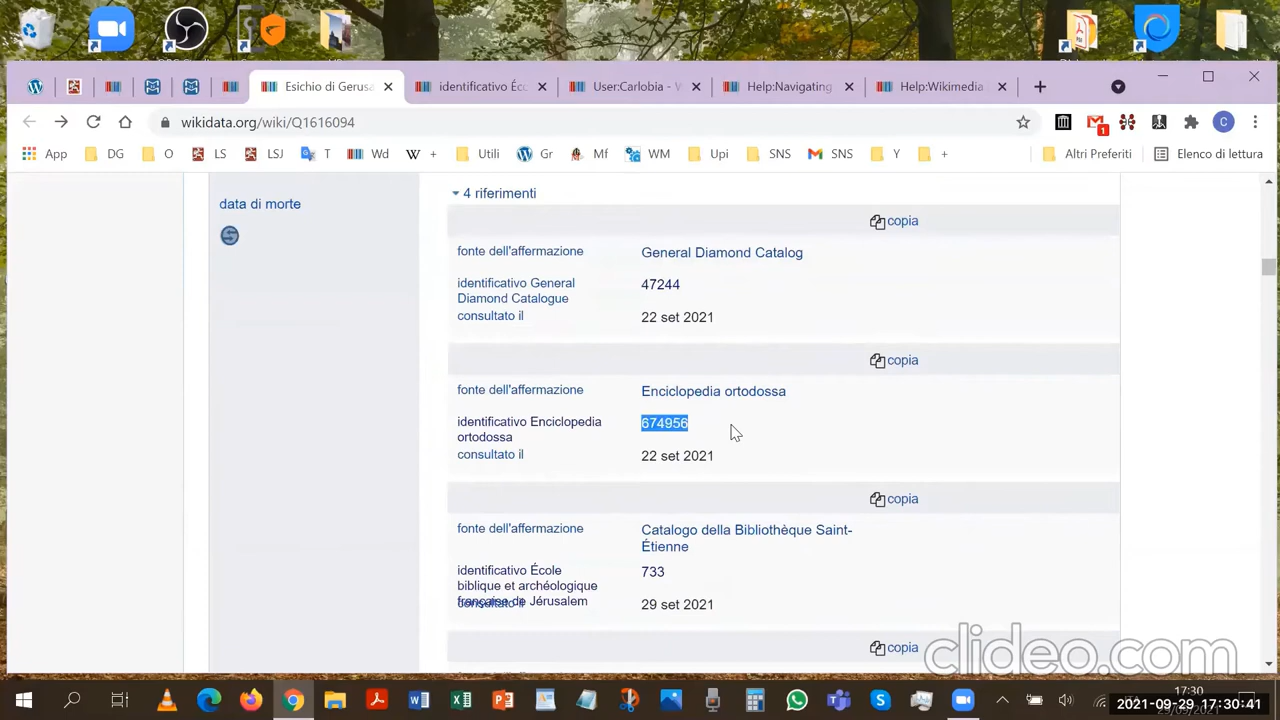 Esichio di Gerusa
identificativo Éco
User:Carlobia - W
Help:Navigating
Help:Wikimedia
wikidata.org/wiki/Q1616094
C
1
App
DG
O
LS
LSJ
T
Wd
+
Utili
Gr
Mf
WM
Upi
SNS
SNS
Y
+
Altri Preferiti
Elenco di lettura
data di morte
4 riferimenti
copia
fonte dell'affermazione
General Diamond Catalog
identificativo General
Diamond Catalogue
47244
consultato il
22 set 2021
copia
fonte dell'affermazione
Enciclopedia ortodossa
identificativo Enciclopedia
ortodossa
674956
consultato il
22 set 2021
copia
fonte dell'affermazione
Catalogo della Bibliothèque Saint-
Étienne
identificativo École
biblique et archéologique
française de Jérusalem
733
consultato il
29 set 2021
copia
clideo.com
17:30
2021-09-29 17:30:41